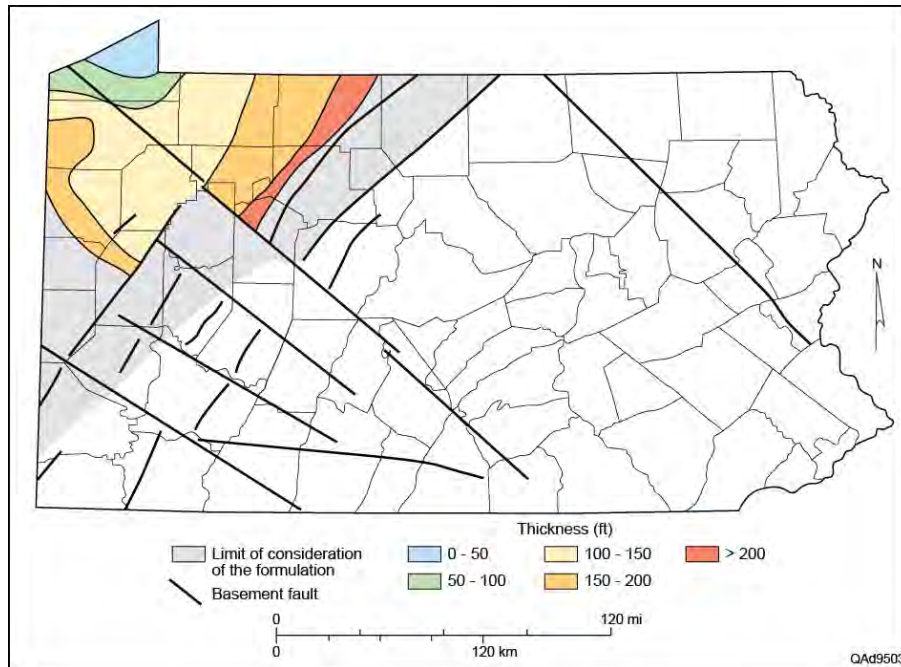 N
Thickness (ft)
Limit of consideration
of the formulation
Basement fault
0 - 50
50 - 100
100 - 150
150 - 200
> 200
0
120 mi
0
120 km
QAd9503